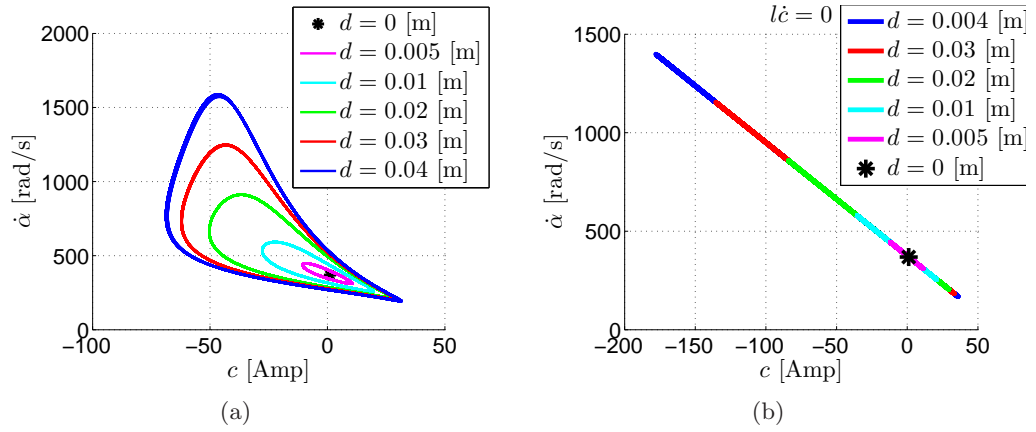 2000
1500
1000
500
0
α̇ [rad/s]
−100
−50
0
50
c [Amp]
d = 0 [m]
d = 0.005 [m]
d = 0.01 [m]
d = 0.02 [m]
d = 0.03 [m]
d = 0.04 [m]
(a)
lċ = 0
1500
1000
500
0
α̇ [rad/s]
−200
−150
−100
−50
0
50
c [Amp]
d = 0.004 [m]
d = 0.03 [m]
d = 0.02 [m]
d = 0.01 [m]
d = 0.005 [m]
d = 0 [m]
(b)